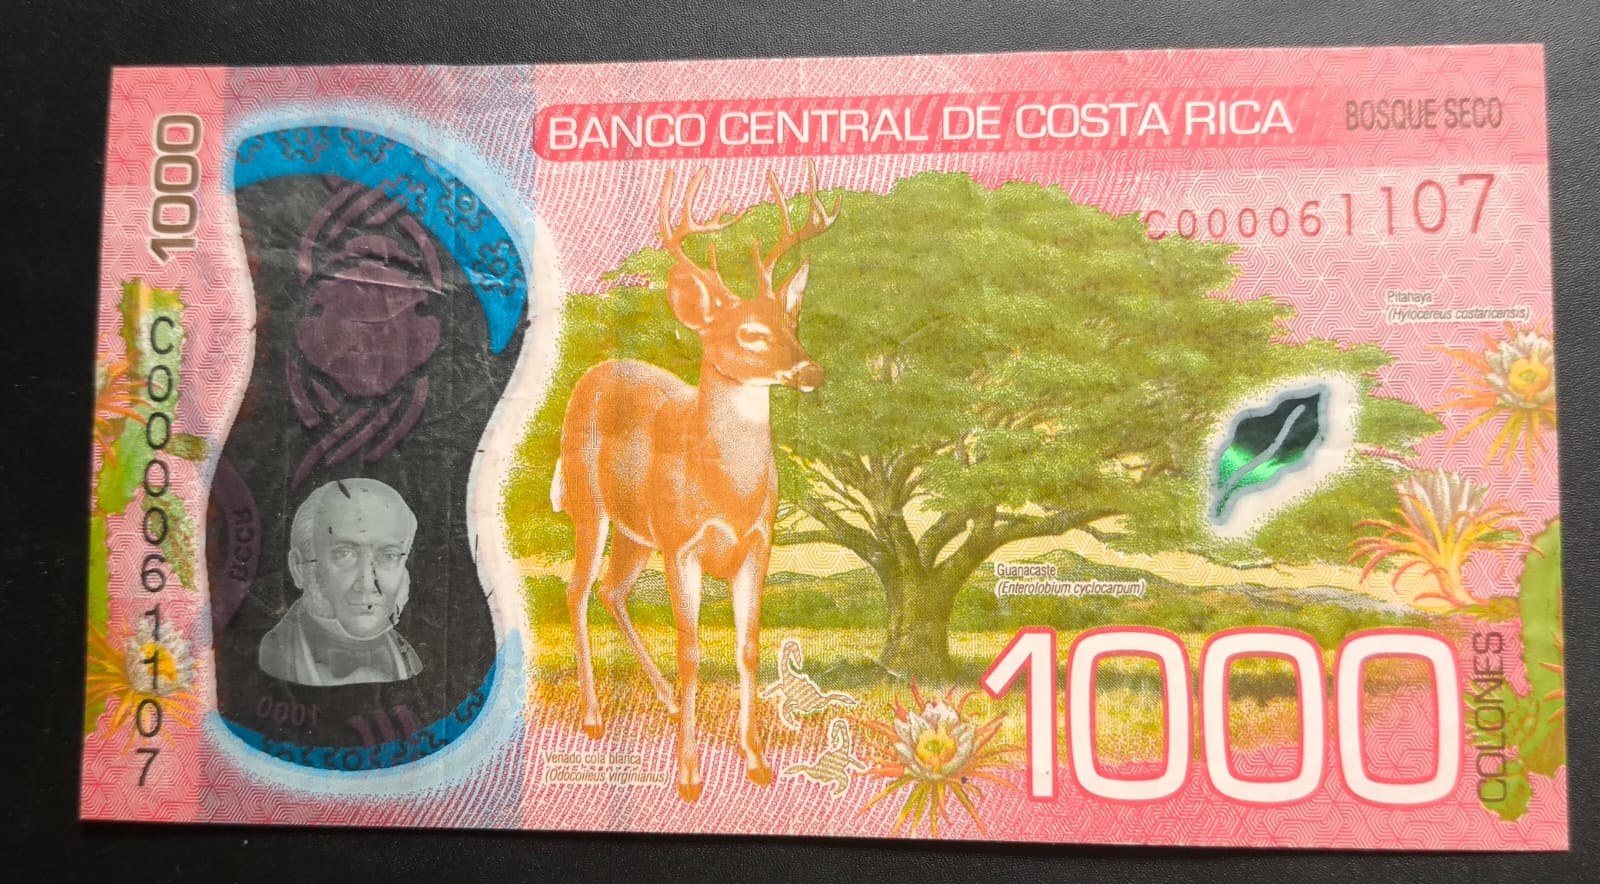 1000
C000061107
BANCO CENTRAL DE COSTA RICA
BOSQUE SECO
C000061107
Pitahaya
(Hylocereus costaricensis)
Guanacaste
(Enterolobium cyclocarpum)
BCCR
1000
Venado cola blanca
(Odocoileus virginianus)
1000
COLONES